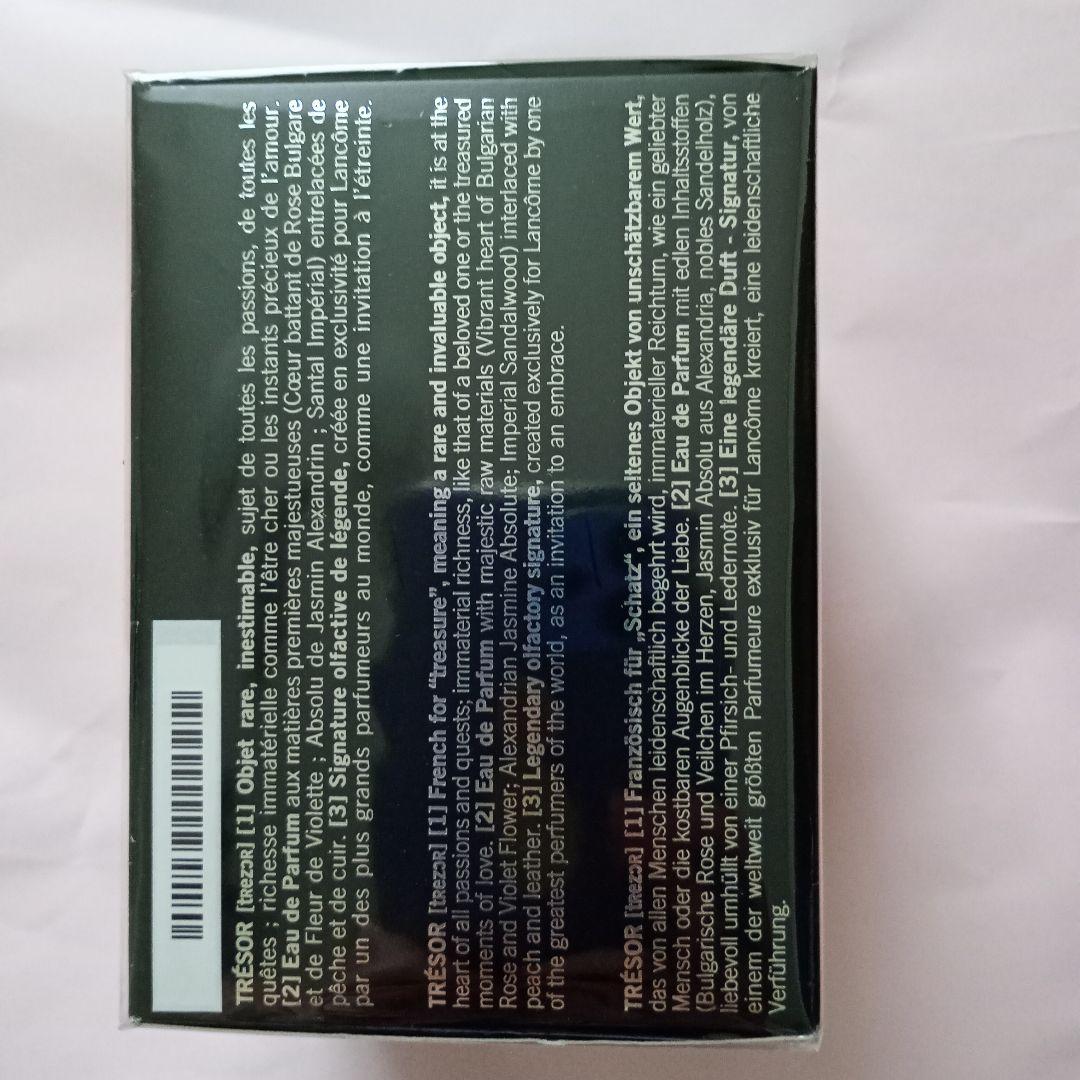 TRÉSOR [tRezɔR] [1] Objet rare, inestimable, sujet de toutes les passions, de toutes les
quêtes ; richesse immatérielle comme l'être cher ou les instants précieux de l'amour.
[2] Eau de Parfum aux matières premières majestueuses (Cœur battant de Rose Bulgare
et de Fleur de Violette ; Absolu de Jasmin Alexandrin ; Santal Impérial) entrelacées de
pêche et de cuir. [3] Signature olfactive de légende, créée en exclusivité pour Lancôme
par un des plus grands parfumeurs au monde, comme une invitation à l'étreinte.
TRÉSOR [tRezɔR] [1] French for “treasure”, meaning a rare and invaluable object, it is at the
heart of all passions and quests; immaterial richness, like that of a beloved one or the treasured
moments of love. [2] Eau de Parfum with majestic raw materials (Vibrant heart of Bulgarian
Rose and Violet Flower; Alexandrian Jasmine Absolute; Imperial Sandalwood) interlaced with
peach and leather. [3] Legendary olfactory signature, created exclusively for Lancôme by one
of the greatest perfumers of the world, as an invitation to an embrace.
TRÉSOR [tRezɔR] [1] Französisch für „Schatz“, ein seltenes Objekt von unschätzbarem Wert,
das von allen Menschen leidenschaftlich begehrt wird, immaterieller Reichtum, wie ein geliebter
Mensch oder die kostbaren Augenblicke der Liebe. [2] Eau de Parfum mit edlen Inhaltsstoffen
(Bulgarische Rose und Veilchen im Herzen, Jasmin Absolu aus Alexandria, nobles Sandelholz),
liebevoll umhüllt von einer Pfirsich- und Ledernote. [3] Eine legendäre Duft - Signatur, von
einem der weltweit größten Parfumeure exklusiv für Lancôme kreiert, eine leidenschaftliche
Verführung.